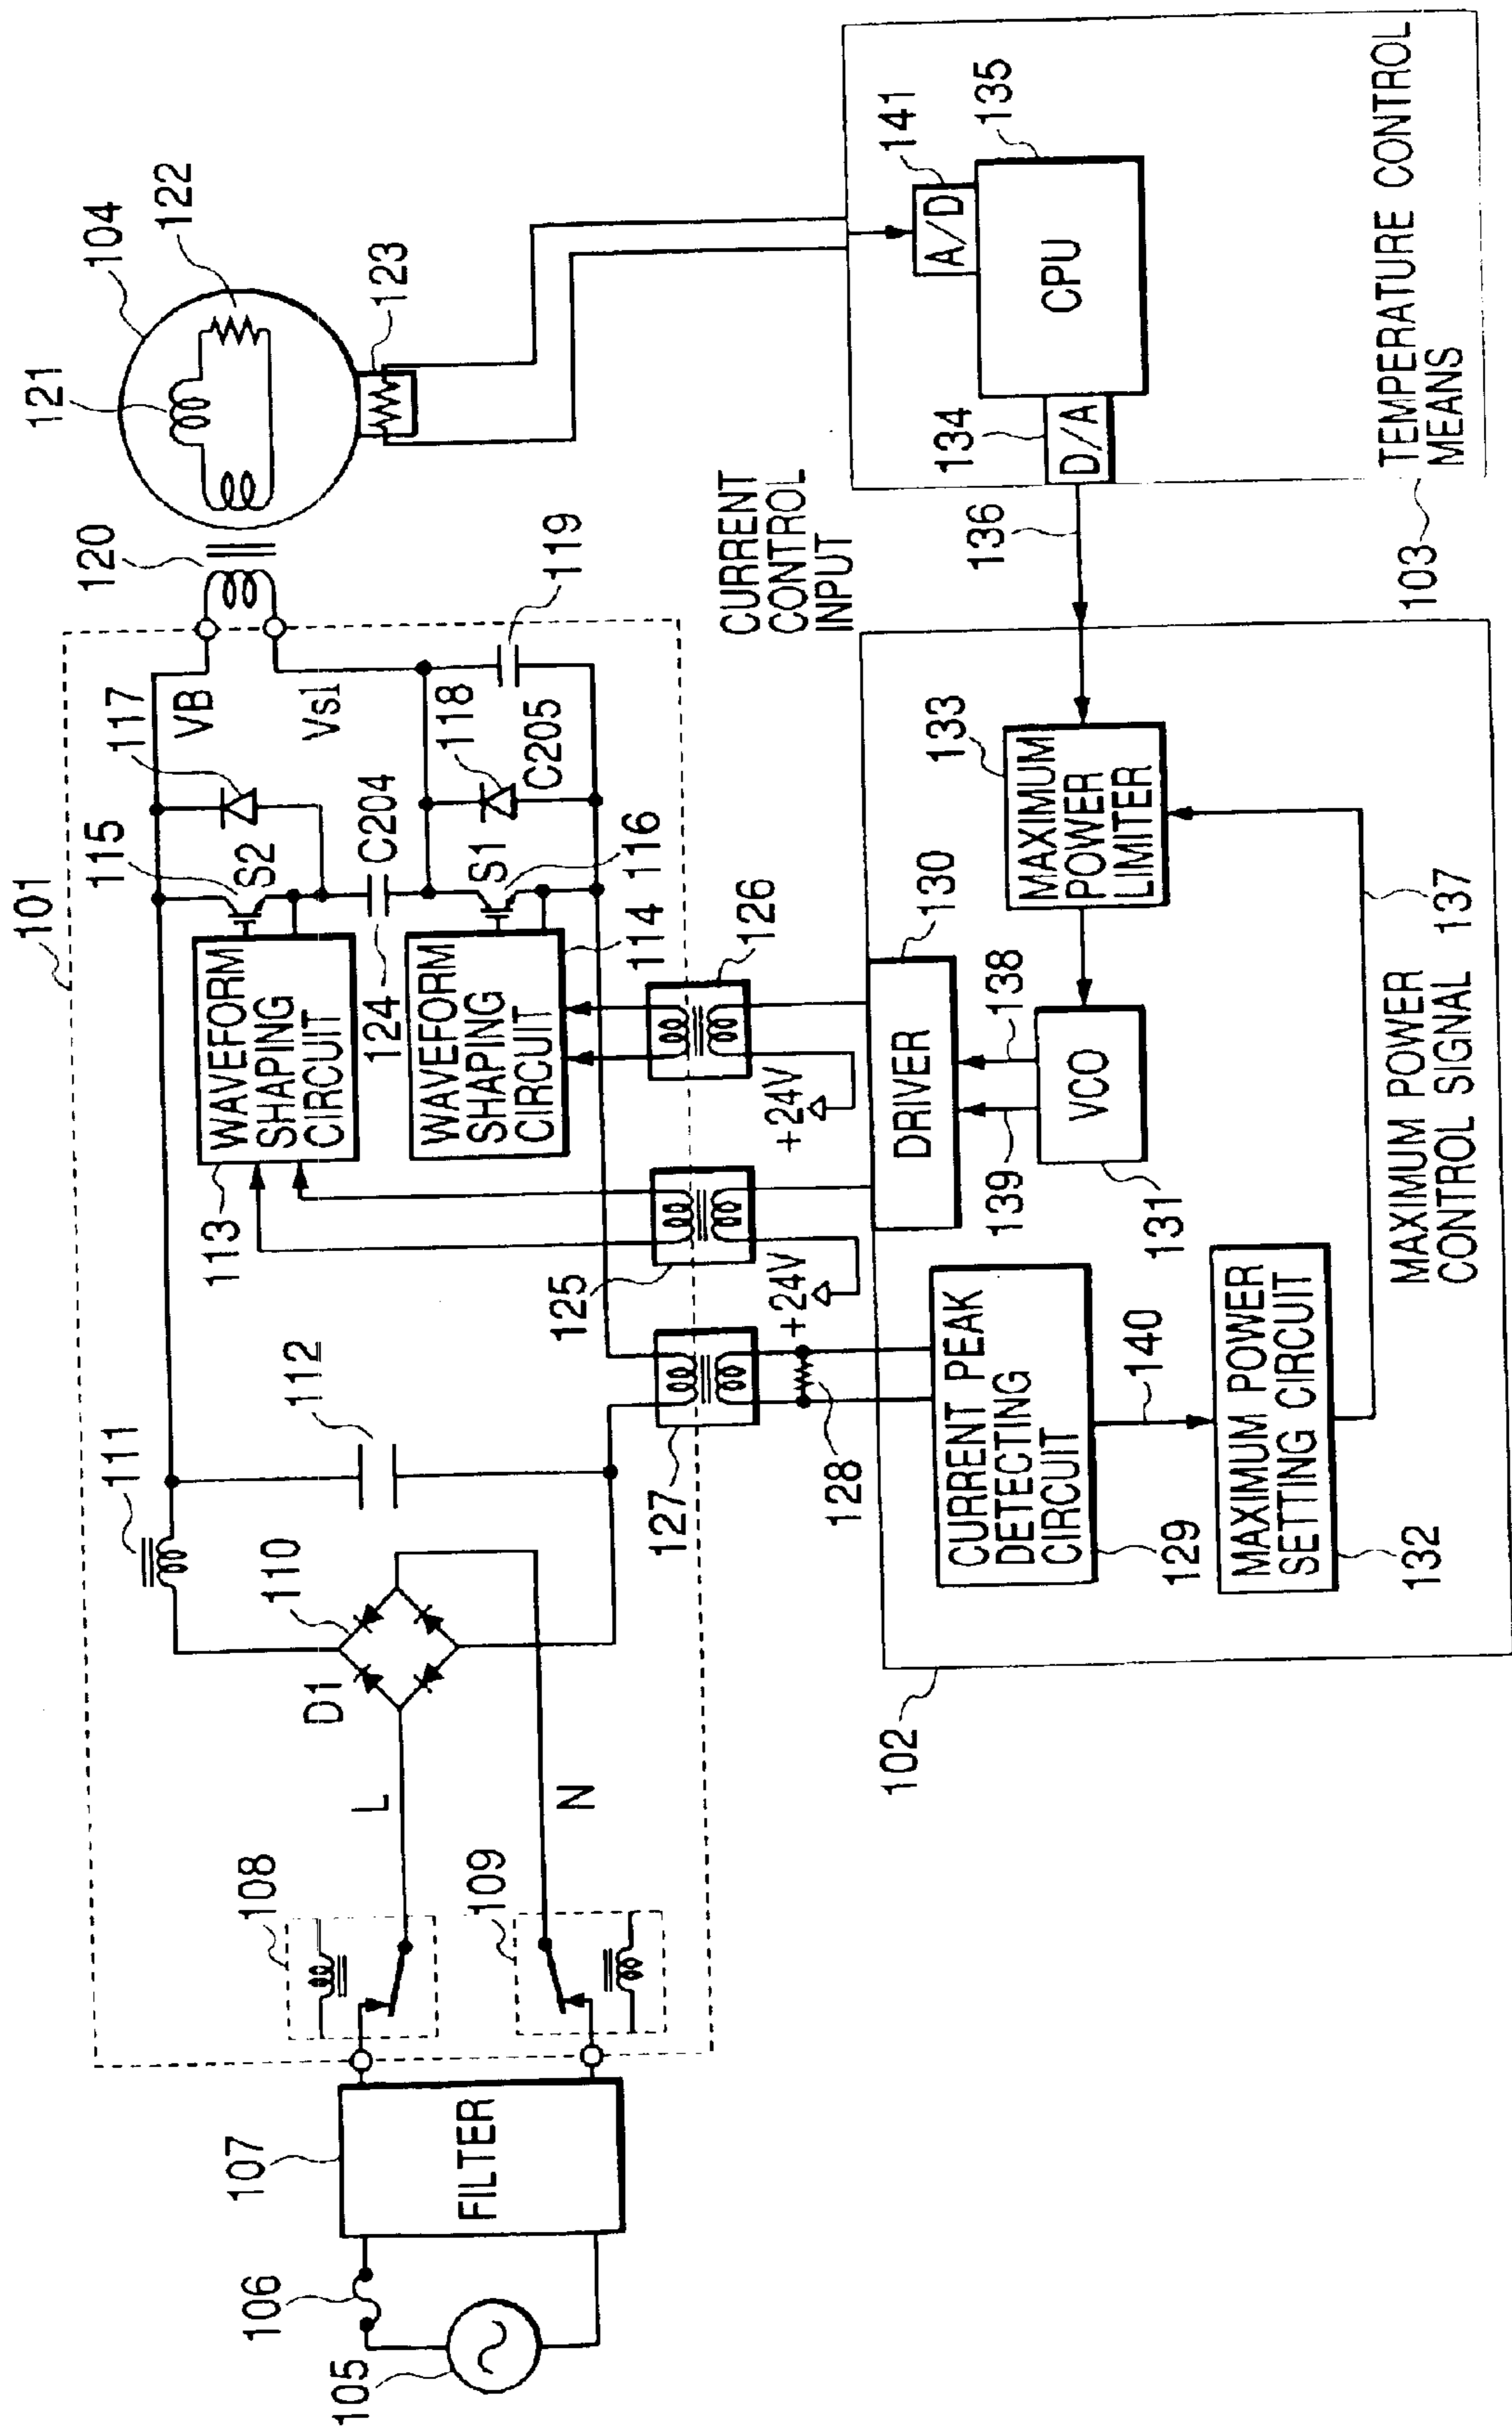 101
102
103
104
105
106
107
FILTER
108
109
L
N
D1
110
111
112
113
WAVEFORM
SHAPING
CIRCUIT
WAVEFORM
SHAPING
CIRCUIT
114
115
S2
116
S1
117
VB
Vsl
118
C205
119
124
C204
120
121
122
123
125
126
127
128
+24V
+24V
CURRENT
CONTROL
INPUT
DRIVER
130
138
139
VCO
131
MAXIMUM
POWER
LIMITER
133
CURRENT PEAK
DETECTING
CIRCUIT
129
140
MAXIMUM POWER
SETTING CIRCUIT
132
MAXIMUM POWER
CONTROL SIGNAL 137
136
134
D/A
CPU
135
A/D
141
TEMPERATURE CONTROL
MEANS